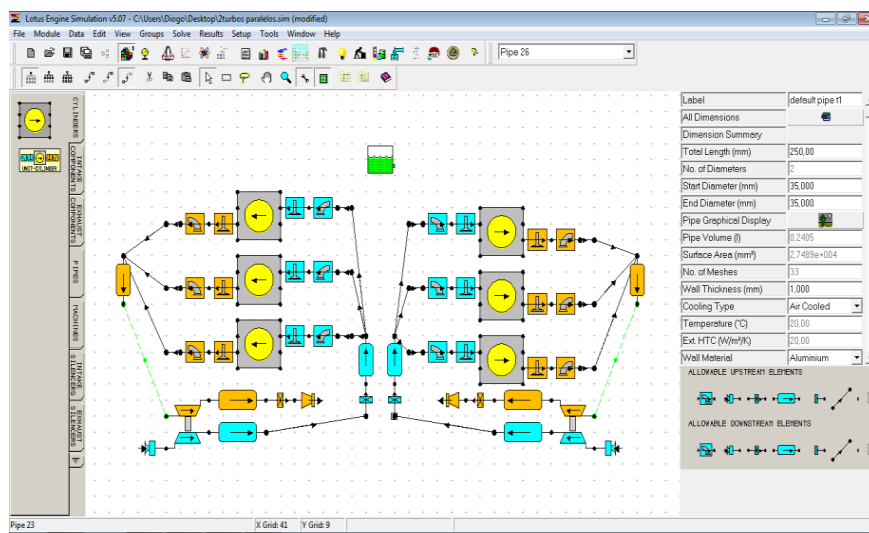 Lotus Engine Simulation v5.07 - C:\Users\Diogo\Desktop\2turbos paralelos.sim (modified)
File Module Data Edit View Groups Solve Results Setup Tools Window Help
Pipe 26
CYLINDERS
INTAKE COMPONENTS
EXHAUST COMPONENTS
PIPES
MACHINES
INTAKE SILENCERS
EXHAUST SILENCERS
Label default pipe t1
All Dimensions
Dimension Summary
Total Length (mm) 250,00
No. of Diameters 2
Start Diameter (mm) 35,000
End Diameter (mm) 35,000
Pipe Graphical Display
Pipe Volume (l) 0,2405
Surface Area (mm²) 2,7489e+004
No. of Meshes 33
Wall Thickness (mm) 1,000
Cooling Type Air Cooled
Temperature (°C) 20,00
Ext. HTC (W/m²/K) 20,00
Wall Material Aluminium
ALLOWABLE UPSTREAM ELEMENTS
ALLOWABLE DOWNSTREAM ELEMENTS
Pipe 23 X Grid: 41 Y Grid: 9